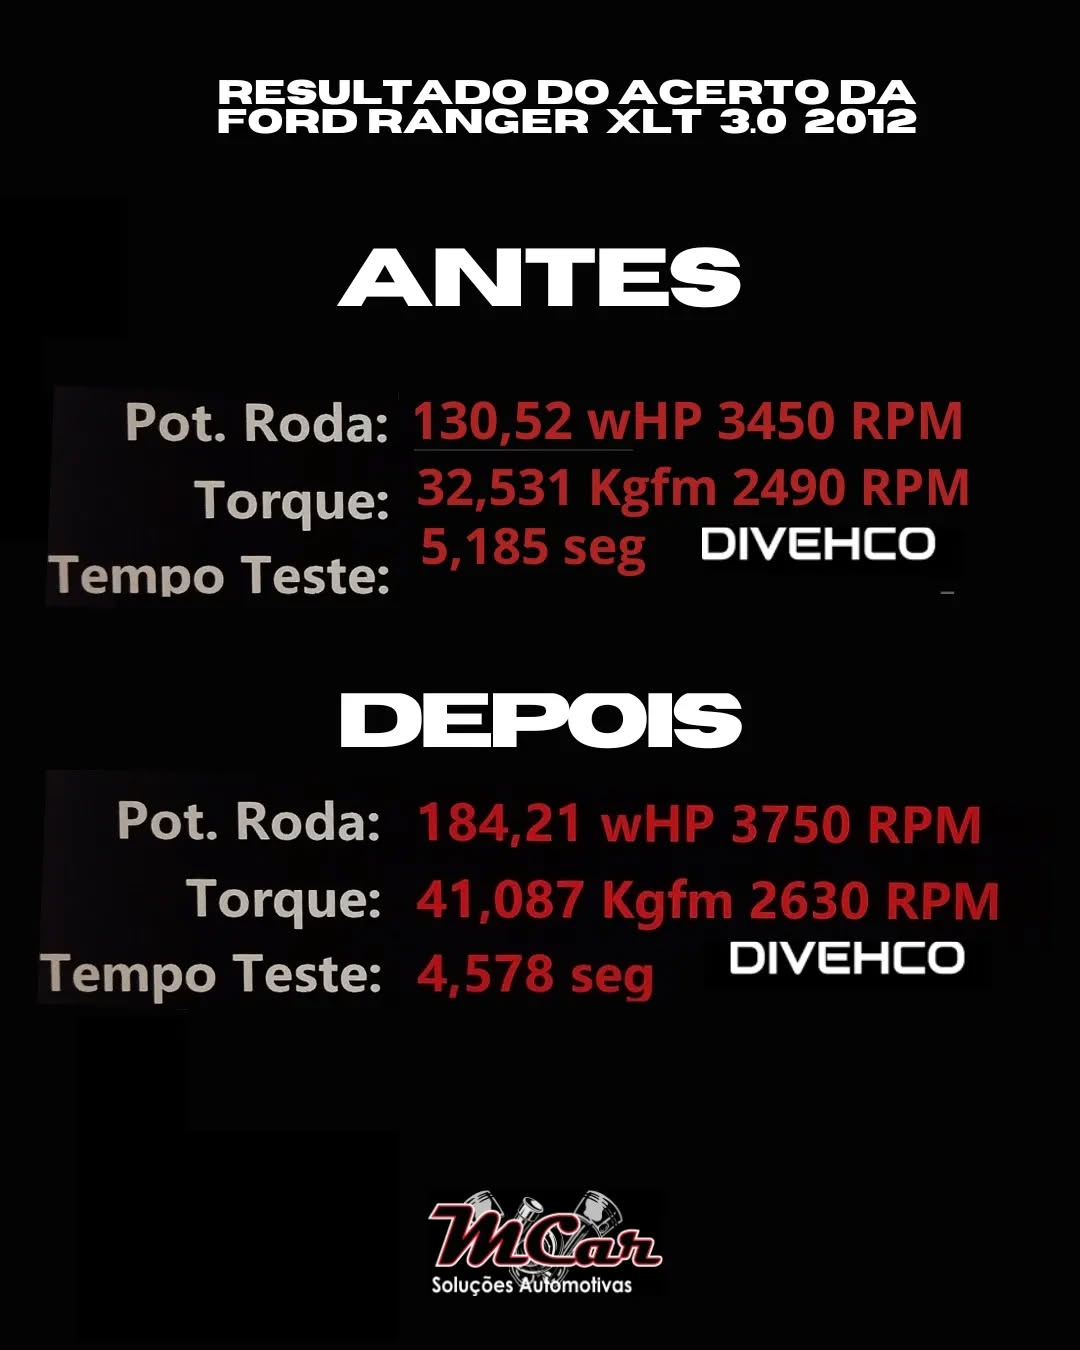 RESULTADO DO ACERTO DA
FORD RANGER XLT 3.0 2012
ANTES
Pot. Roda: 130,52 wHP 3450 RPM
Torque: 32,531 Kgfm 2490 RPM
Tempo Teste: 5,185 seg
DIVEHCO
DEPOIS
Pot. Roda: 184,21 wHP 3750 RPM
Torque: 41,087 Kgfm 2630 RPM
Tempo Teste: 4,578 seg
DIVEHCO
MCar
Soluções Automotivas